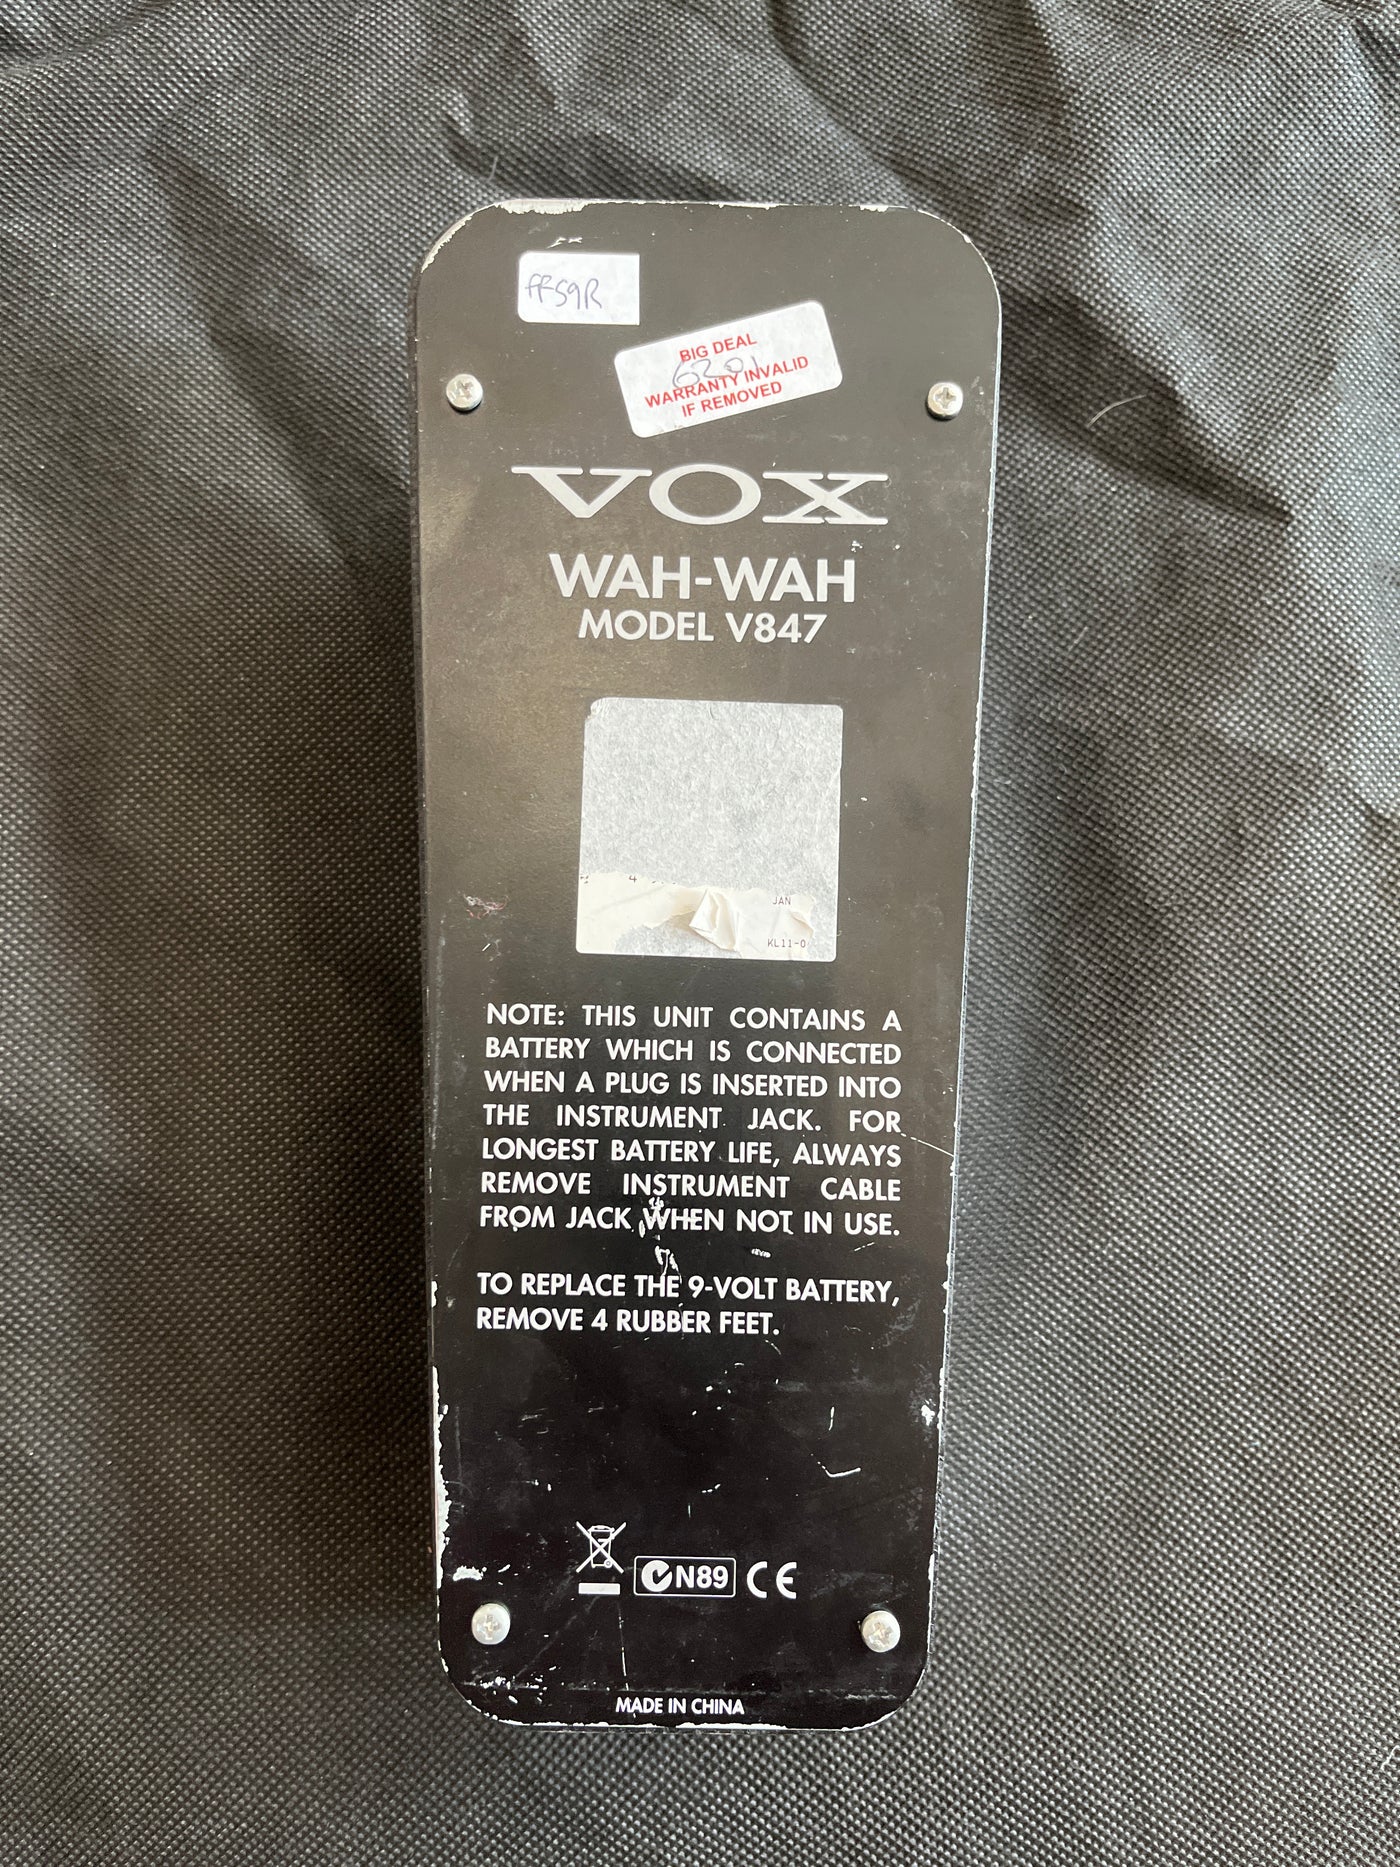 FF59R
BIG DEAL
6201
WARRANTY INVALID
IF REMOVED
VOX
WAH-WAH
MODEL V847
4
JAN
KL11-0
NOTE: THIS UNIT CONTAINS A
BATTERY WHICH IS CONNECTED
WHEN A PLUG IS INSERTED INTO
THE INSTRUMENT JACK. FOR
LONGEST BATTERY LIFE, ALWAYS
REMOVE INSTRUMENT CABLE
FROM JACK WHEN NOT IN USE.
TO REPLACE THE 9-VOLT BATTERY,
REMOVE 4 RUBBER FEET.
N89 CE
MADE IN CHINA